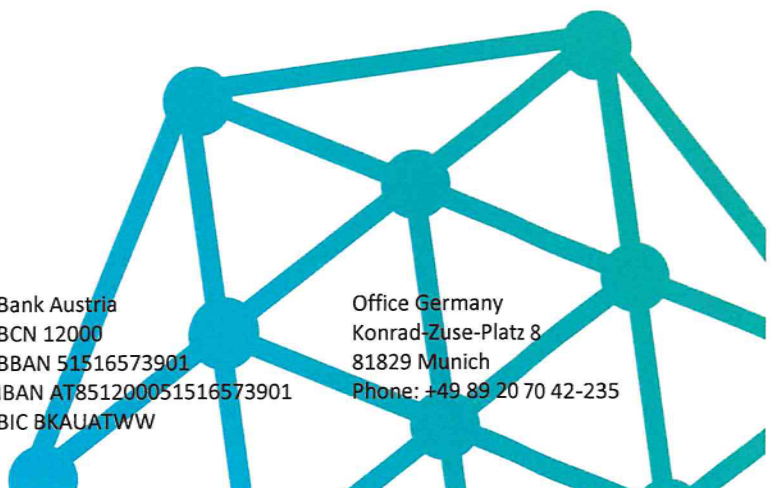 Bank Austria
BCN 12000
BBAN 51516573901
IBAN AT851200051516573901
BIC BKAUATWW
Office Germany
Konrad-Zuse-Platz 8
81829 Munich
Phone: +49 89 20 70 42-235